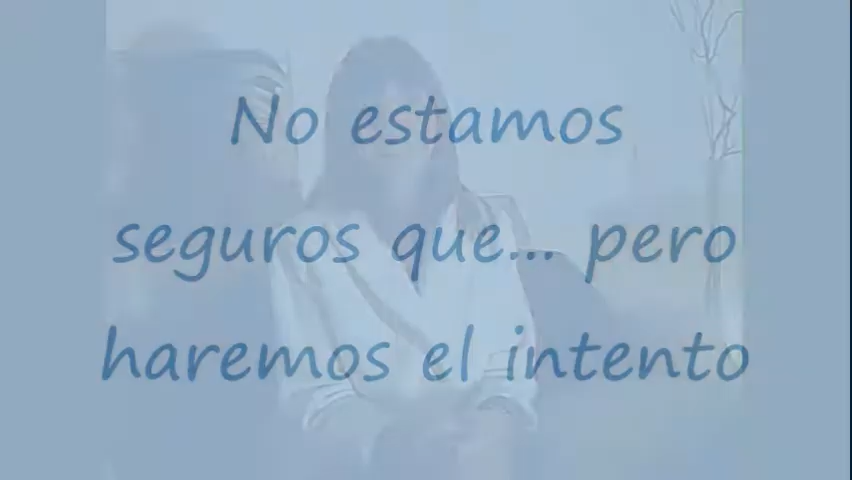 No estamos
seguros que... pero
haremos el intento